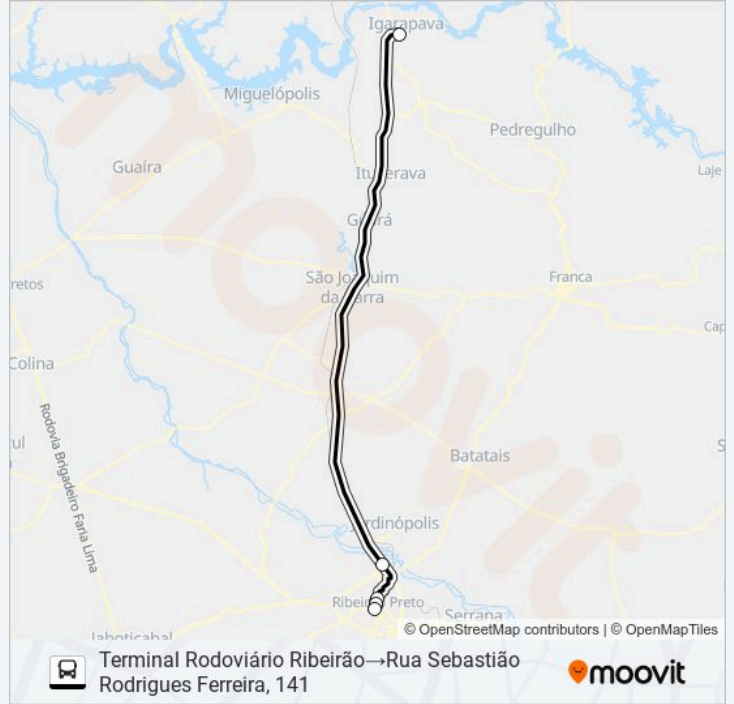 Igarapava
Miguelópolis
Pedregulho
Guaíra
Laje
Guará
São Joaquim
da Barra
Franca
retos
Cap
Colina
Rodovia Brigadeiro Faria Lima
Batatais
Jardinópolis
Ribeirão Preto
Serrana
Jaboticabal
© OpenStreetMap contributors | © OpenMapTiles
Terminal Rodoviário Ribeirão→Rua Sebastião
Rodrigues Ferreira, 141
moovit